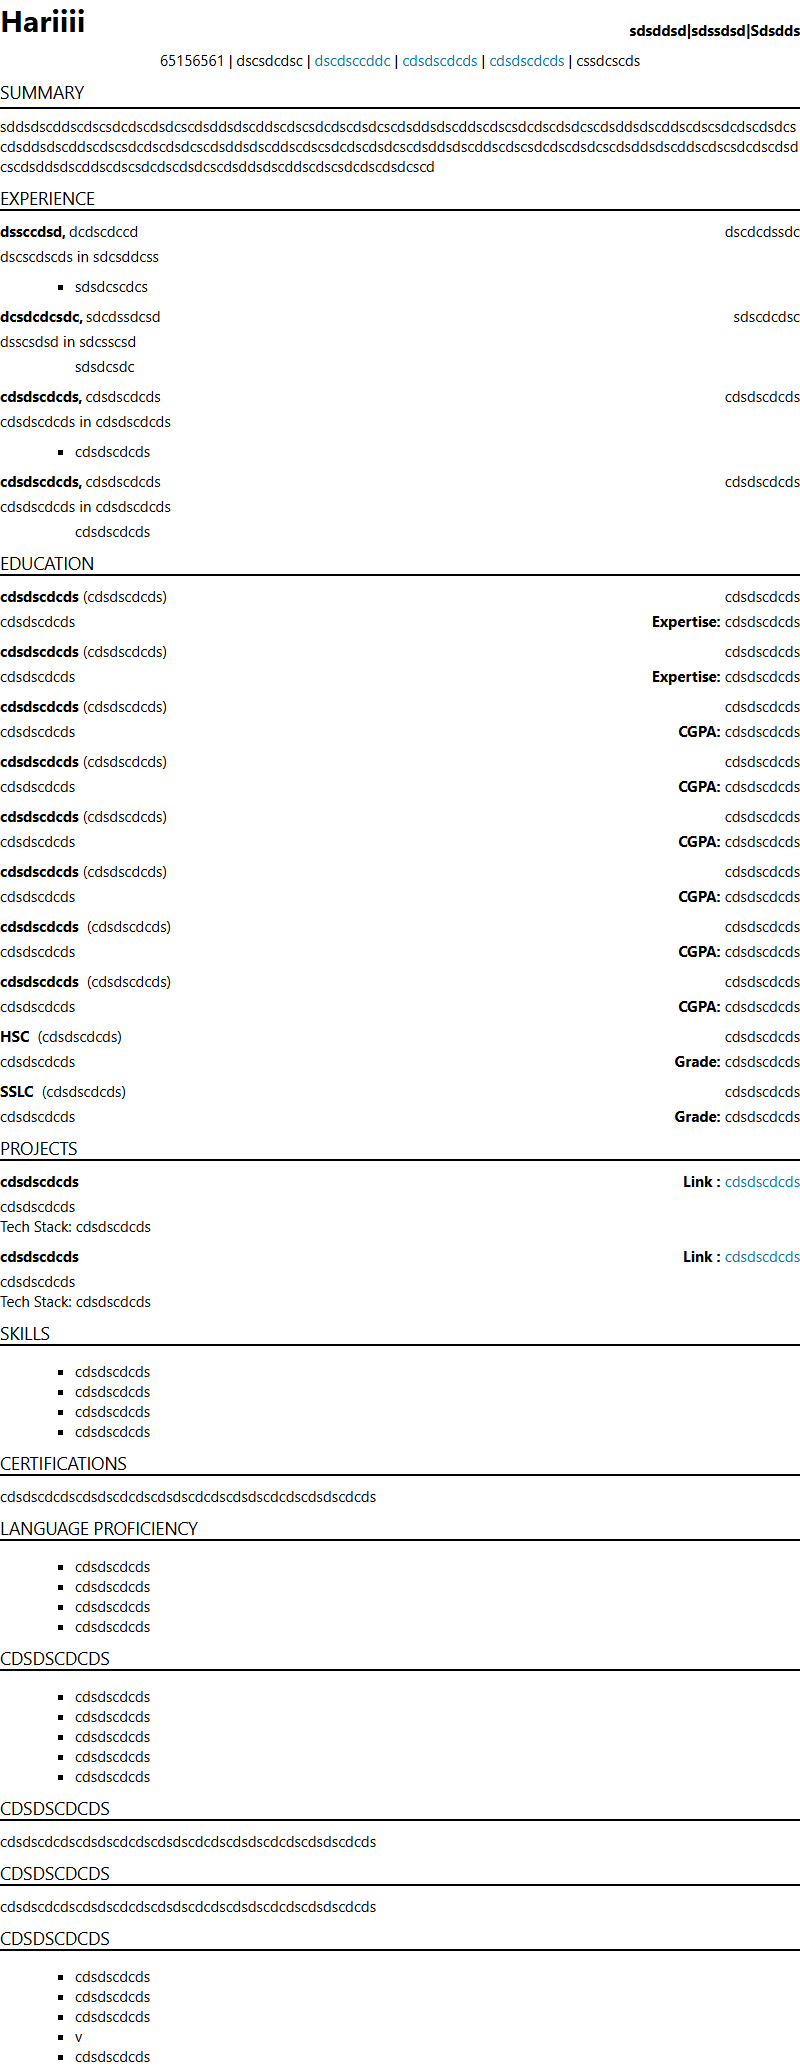 Hariiii
sdsddsd|sdssdsd|Sdsdds
65156561 | dscsdcdsc | dscdsccddc | cdsdscdcds | cdsdscdcds | cssdcscds
SUMMARY
sddsdscddscdscsdcdscdsdcscdsddsdscddscdscsdcdscdsdcscdsddsdscddscdscsdcdscdsdcscdsddsdscddscdscsdcdscdsdcs
cdsddsdscddscdscsdcdscdsdcscdsddsdscddscdscsdcdscdsdcscdsddsdscddscdscsdcdscdsdcscdsddsdscddscdscsdcdscdsd
cscdsddsdscddscdscsdcdscdsdcscdsddsdscddscdscsdcdscdsdcscd
EXPERIENCE
dssccdsd, dcdscdccd dscdcdssdc
dscscdscds in sdcsddcss
▪ sdsdcscdcs
dcsdcdcsdc, sdcdssdcsd sdscdcdsc
dsscsdsd in sdcsscsd
sdsdcsdc
cdsdscdcds, cdsdscdcds cdsdscdcds
cdsdscdcds in cdsdscdcds
▪ cdsdscdcds
cdsdscdcds, cdsdscdcds cdsdscdcds
cdsdscdcds in cdsdscdcds
cdsdscdcds
EDUCATION
cdsdscdcds (cdsdscdcds) cdsdscdcds
cdsdscdcds Expertise: cdsdscdcds
cdsdscdcds (cdsdscdcds) cdsdscdcds
cdsdscdcds Expertise: cdsdscdcds
cdsdscdcds (cdsdscdcds) cdsdscdcds
cdsdscdcds CGPA: cdsdscdcds
cdsdscdcds (cdsdscdcds) cdsdscdcds
cdsdscdcds CGPA: cdsdscdcds
cdsdscdcds (cdsdscdcds) cdsdscdcds
cdsdscdcds CGPA: cdsdscdcds
cdsdscdcds (cdsdscdcds) cdsdscdcds
cdsdscdcds CGPA: cdsdscdcds
cdsdscdcds (cdsdscdcds) cdsdscdcds
cdsdscdcds CGPA: cdsdscdcds
cdsdscdcds (cdsdscdcds) cdsdscdcds
cdsdscdcds CGPA: cdsdscdcds
HSC (cdsdscdcds) cdsdscdcds
cdsdscdcds Grade: cdsdscdcds
SSLC (cdsdscdcds) cdsdscdcds
cdsdscdcds Grade: cdsdscdcds
PROJECTS
cdsdscdcds Link : cdsdscdcds
cdsdscdcds
Tech Stack: cdsdscdcds
cdsdscdcds Link : cdsdscdcds
cdsdscdcds
Tech Stack: cdsdscdcds
SKILLS
▪ cdsdscdcds
▪ cdsdscdcds
▪ cdsdscdcds
▪ cdsdscdcds
CERTIFICATIONS
cdsdscdcdscdsdscdcdscdsdscdcdscdsdscdcdscdsdscdcds
LANGUAGE PROFICIENCY
▪ cdsdscdcds
▪ cdsdscdcds
▪ cdsdscdcds
▪ cdsdscdcds
CDSDSCDCDS
▪ cdsdscdcds
▪ cdsdscdcds
▪ cdsdscdcds
▪ cdsdscdcds
▪ cdsdscdcds
CDSDSCDCDS
cdsdscdcdscdsdscdcdscdsdscdcdscdsdscdcdscdsdscdcds
CDSDSCDCDS
cdsdscdcdscdsdscdcdscdsdscdcdscdsdscdcdscdsdscdcds
CDSDSCDCDS
▪ cdsdscdcds
▪ cdsdscdcds
▪ cdsdscdcds
▪ v
▪ cdsdscdcds